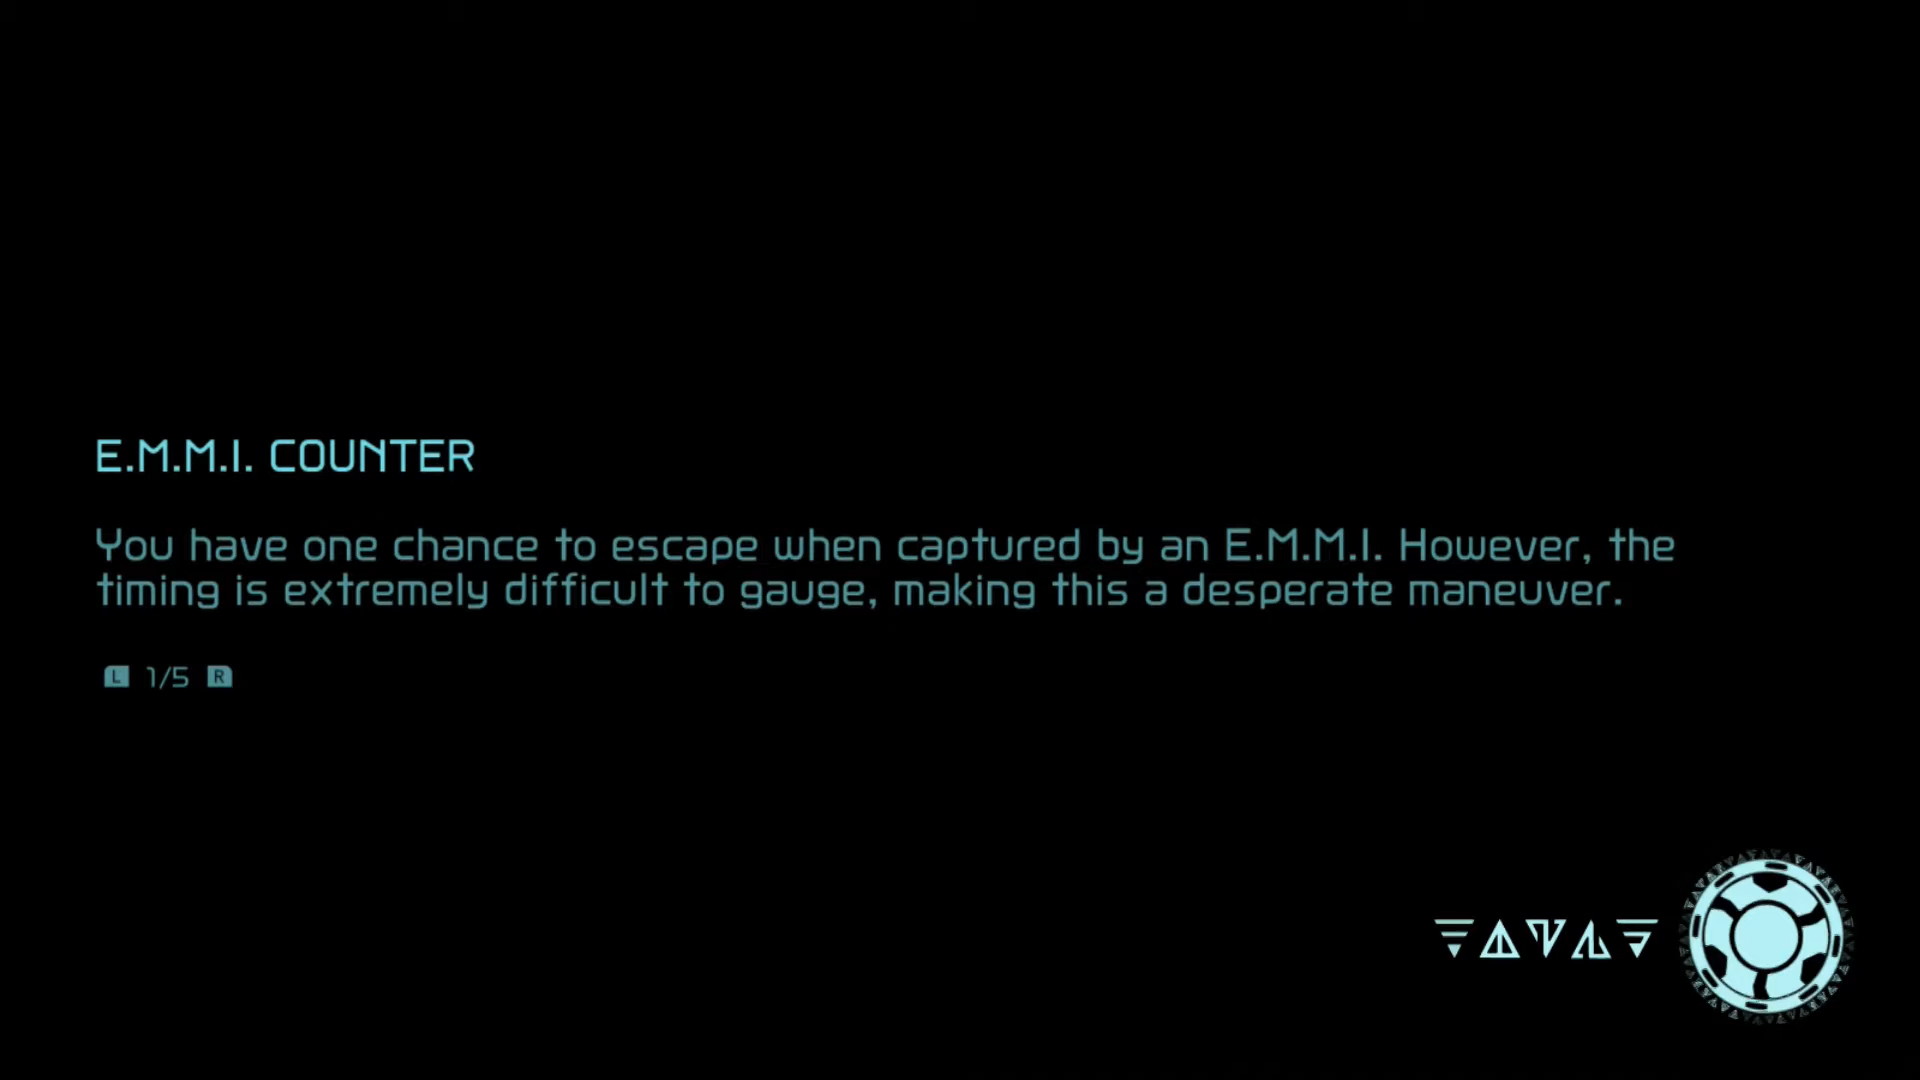 E.M.M.I. COUNTER
You have one chance to escape when captured by an E.M.M.I. However, the
timing is extremely difficult to gauge, making this a desperate maneuver.
L 1/5 R